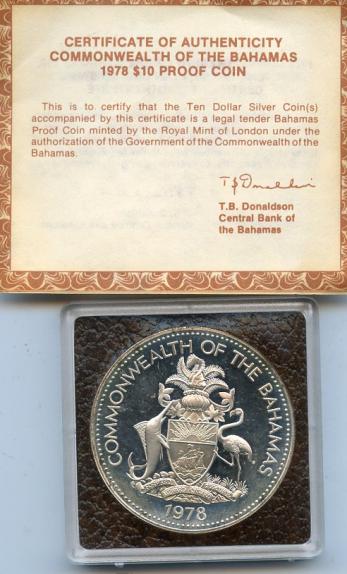 CERTIFICATE OF AUTHENTICITY
COMMONWEALTH OF THE BAHAMAS
1978 $10 PROOF COIN
This is to certify that the Ten Dollar Silver Coin(s)
accompanied by this certificate is a legal tender Bahamas
Proof Coin minted by the Royal Mint of London under the
authorization of the Government of the Commonwealth of the
Bahamas.
T B Donaldson
T.B. Donaldson
Central Bank of
the Bahamas
COMMONWEALTH OF THE BAHAMAS
1978